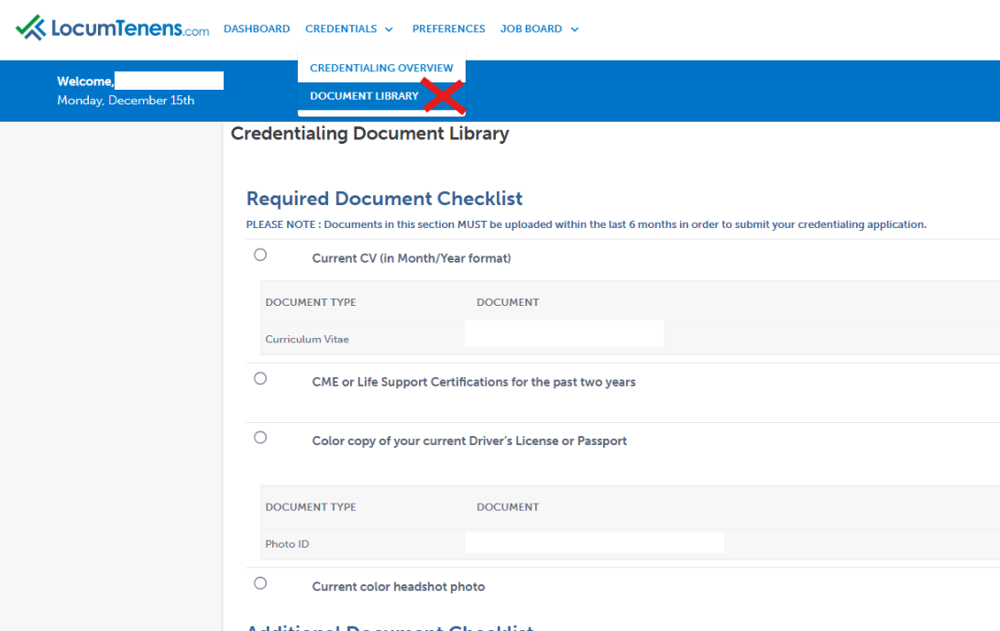 LocumTenens.com DASHBOARD CREDENTIALS PREFERENCES JOB BOARD
CREDENTIALING OVERVIEW
DOCUMENT LIBRARY
Welcome,
Monday, December 15th
Credentialing Document Library
Required Document Checklist
PLEASE NOTE : Documents in this section MUST be uploaded within the last 6 months in order to submit your credentialing application.
Current CV (in Month/Year format)
DOCUMENT TYPE DOCUMENT
Curriculum Vitae
CME or Life Support Certifications for the past two years
Color copy of your current Driver's License or Passport
DOCUMENT TYPE DOCUMENT
Photo ID
Current color headshot photo
Additional Document Checklist